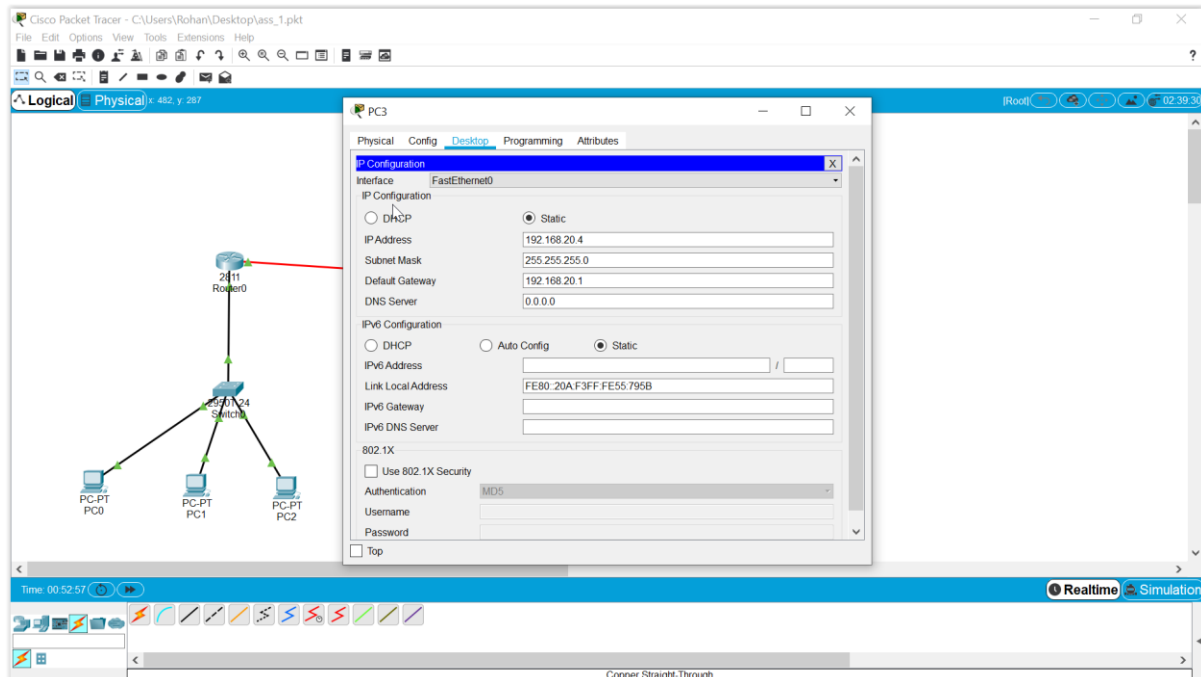 Cisco Packet Tracer - C:\Users\Rohan\Desktop\ass_1.pkt
File Edit Options View Tools Extensions Help
?
Logical Physical x: 482, y: 287
[Root]
02:39:30
PC3
Physical Config Desktop Programming Attributes
IP Configuration X
Interface FastEthernet0
IP Configuration
DHCP Static
IP Address 192.168.20.4
Subnet Mask 255.255.255.0
Default Gateway 192.168.20.1
DNS Server 0.0.0.0
IPv6 Configuration
DHCP Auto Config Static
IPv6 Address /
Link Local Address FE80::20A:F3FF:FE55:795B
IPv6 Gateway
IPv6 DNS Server
802.1X
Use 802.1X Security
Authentication MD5
Username
Password
Top
2811
Router0
2950T-24
Switch0
PC-PT
PC0
PC-PT
PC1
PC-PT
PC2
Time: 00:52:57
Realtime Simulation
Copper Straight-Through